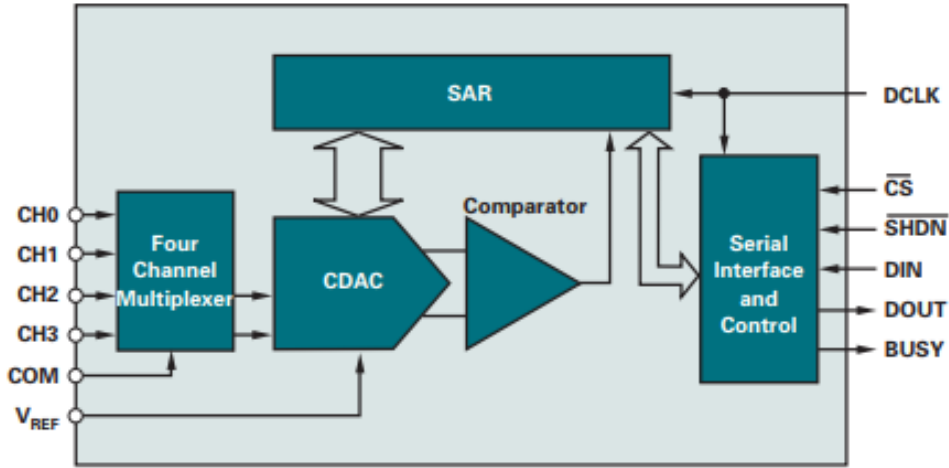 SAR
DCLK
CS
SHDN
DIN
DOUT
BUSY
CH0
CH1
CH2
CH3
COM
VREF
Four
Channel
Multiplexer
CDAC
Comparator
Serial
Interface
and
Control